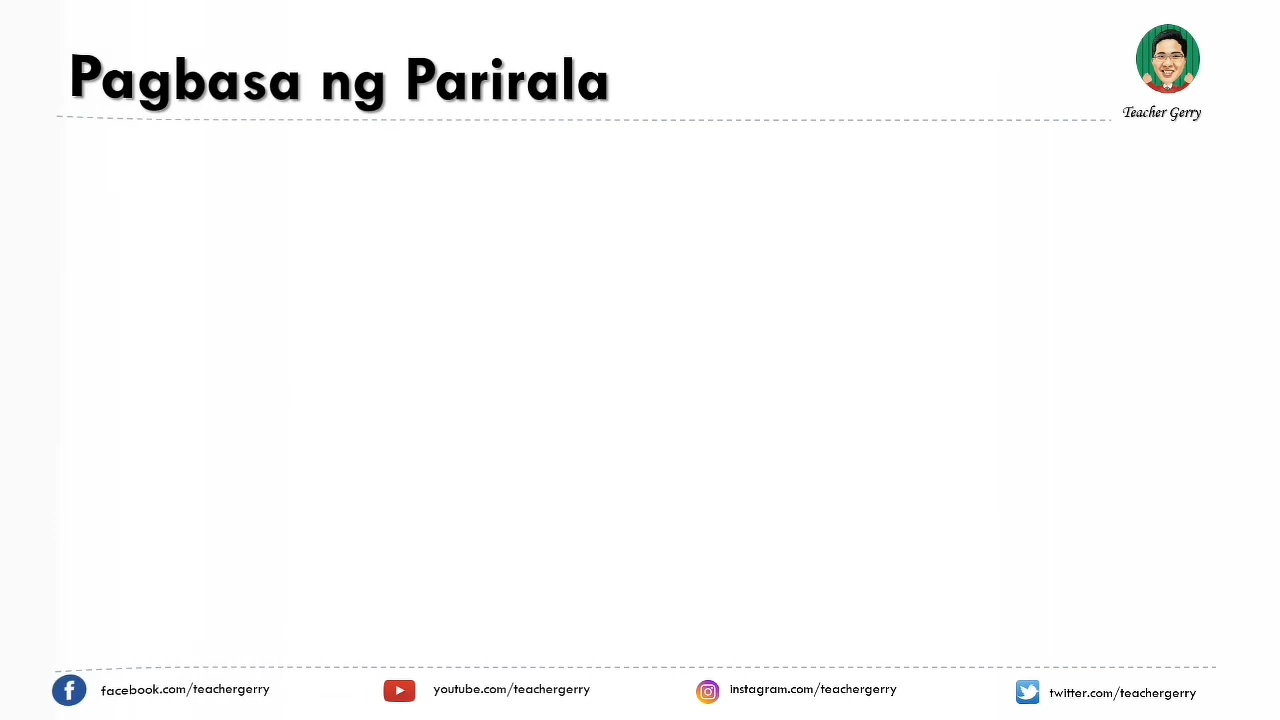 Pagbasa ng Parirala
Teacher Gerry
facebook.com/teachergerry
youtube.com/teachergerry
instagram.com/teachergerry
twitter.com/teachergerry